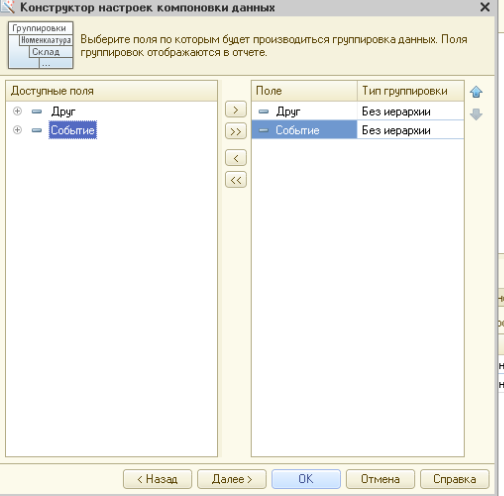 Конструктор настроек компоновки данных
Группировки
Номенклатура
Склад
...
Выберите поля по которым будет производиться группировка данных. Поля
группировок отображаются в отчете.
Доступные поля
Друг
Событие
>
>>
<
<<
Поле Тип группировки
Друг Без иерархии
Событие Без иерархии
< Назад Далее > ОК Отмена Справка